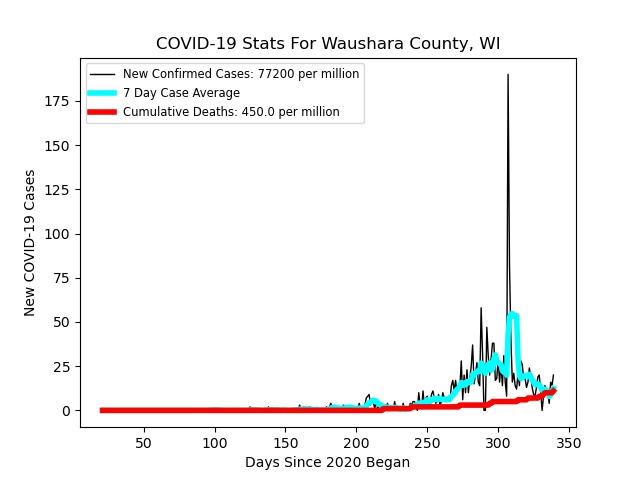 COVID-19 Stats For Waushara County, WI
New Confirmed Cases: 77200 per million
7 Day Case Average
Cumulative Deaths: 450.0 per million
New COVID-19 Cases
175
150
125
100
75
50
25
0
50 100 150 200 250 300 350
Days Since 2020 Began